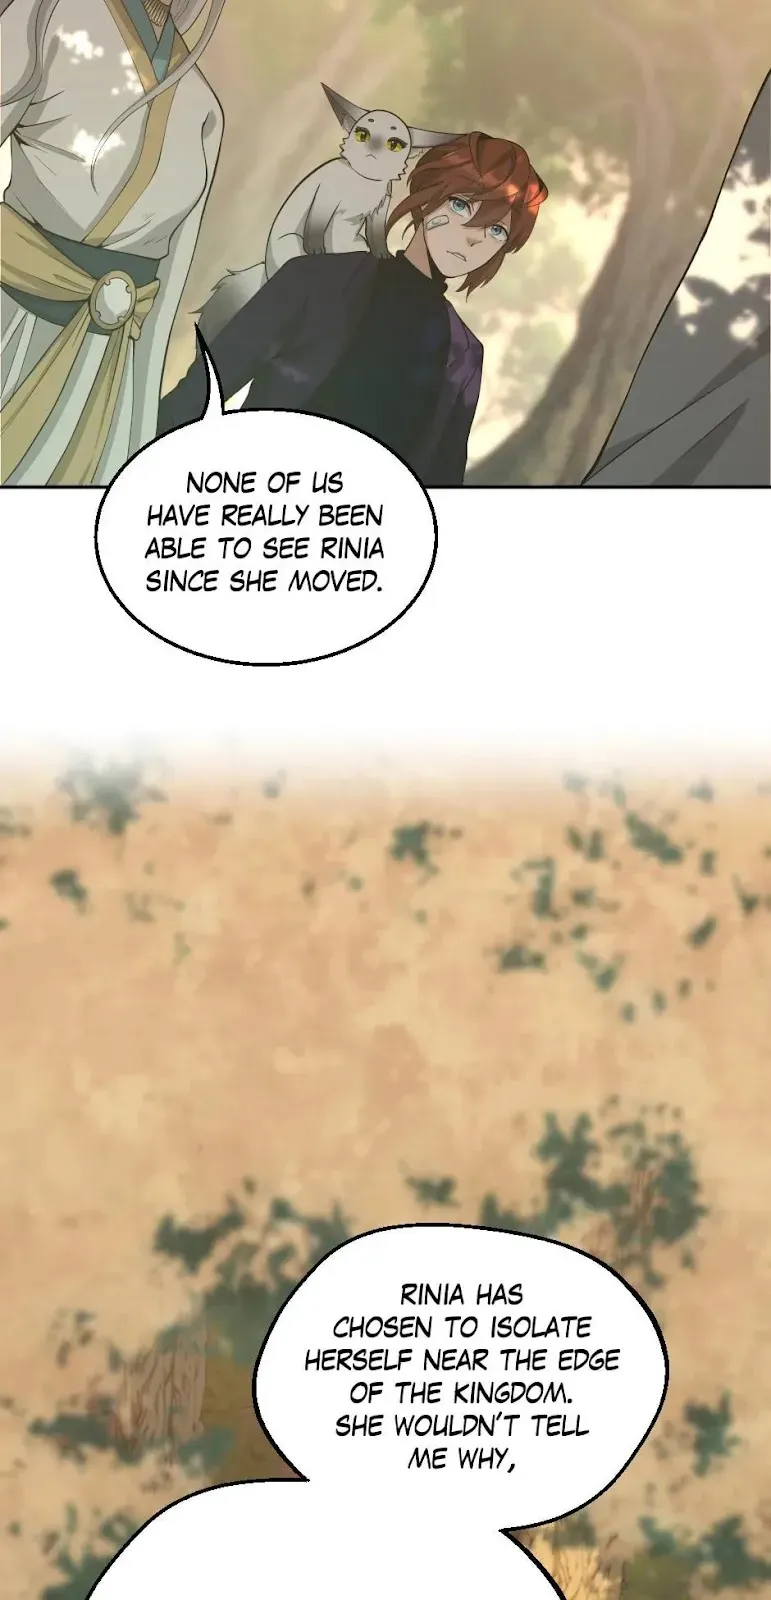 NONE OF US
HAVE REALLY BEEN
ABLE TO SEE RINIA
SINCE SHE MOVED.
RINIA HAS
CHOSEN TO ISOLATE
HERSELF NEAR THE EDGE
OF THE KINGDOM.
SHE WOULDN'T TELL
ME WHY,